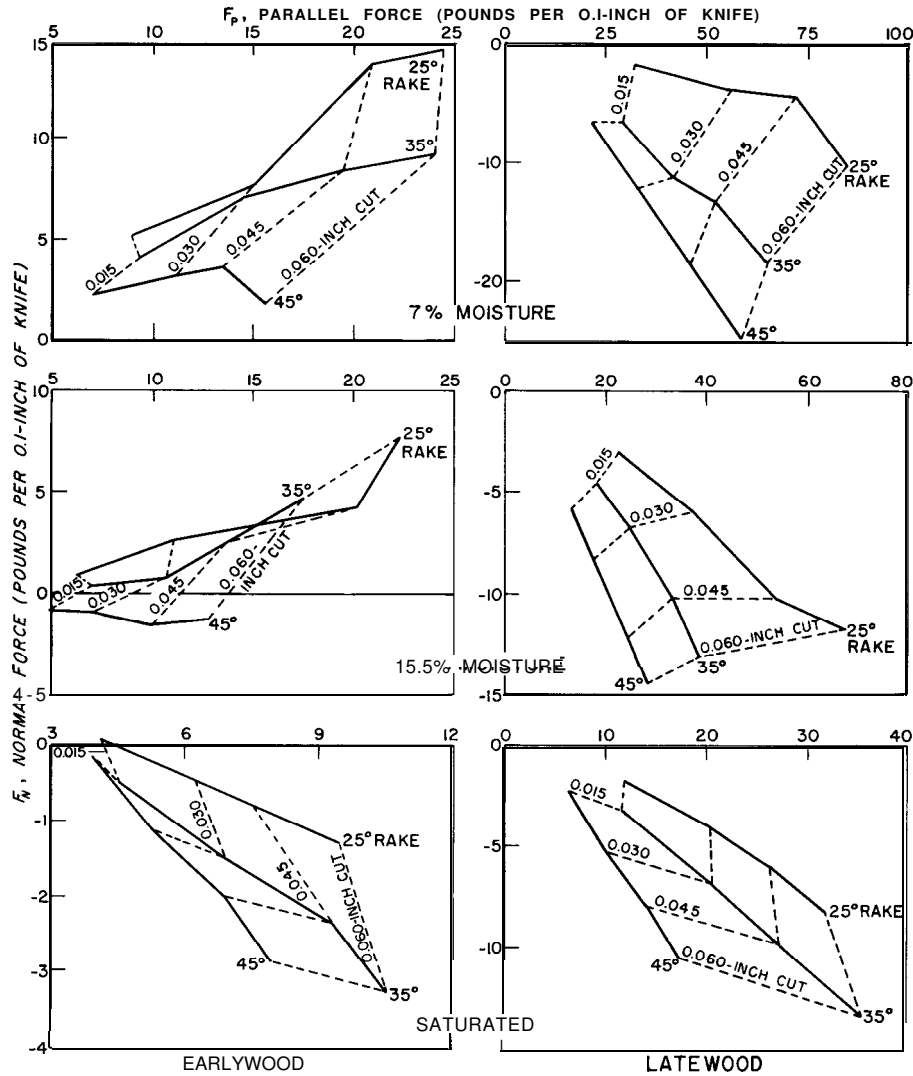 Fp, PARALLEL FORCE (POUNDS PER 0.1-INCH OF KNIFE)
FN, NORMAL FORCE (POUNDS PER 0.1-INCH OF KNIFE)
5 10 15 20 25
15
10
5
0
25°
RAKE
35°
45°
0.015
0.030
0.045
0.060-INCH CUT
0 25 50 75 100
0
-10
-20
0.015
0.030
0.045
0.060-INCH CUT
25°
RAKE
35°
45°
7% MOISTURE
5 10 15 20 25
10
5
0
-5
25°
RAKE
35°
45°
0.015
0.030
0.045
0.060-
INCH CUT
0 20 40 60 80
0
-5
-10
-15
0.015
0.030
0.045
0.060-INCH CUT
25°
RAKE
35°
45°
15.5% MOISTURE
3 6 9 12
0
-1
-2
-3
-4
0.015
0.030
0.045
0.060-INCH CUT
25° RAKE
45°
35°
0 10 20 30 40
0
-5
-10
0.015
0.030
0.045
0.060-INCH CUT
25° RAKE
45°
35°
SATURATED
EARLYWOOD
LATEWOOD